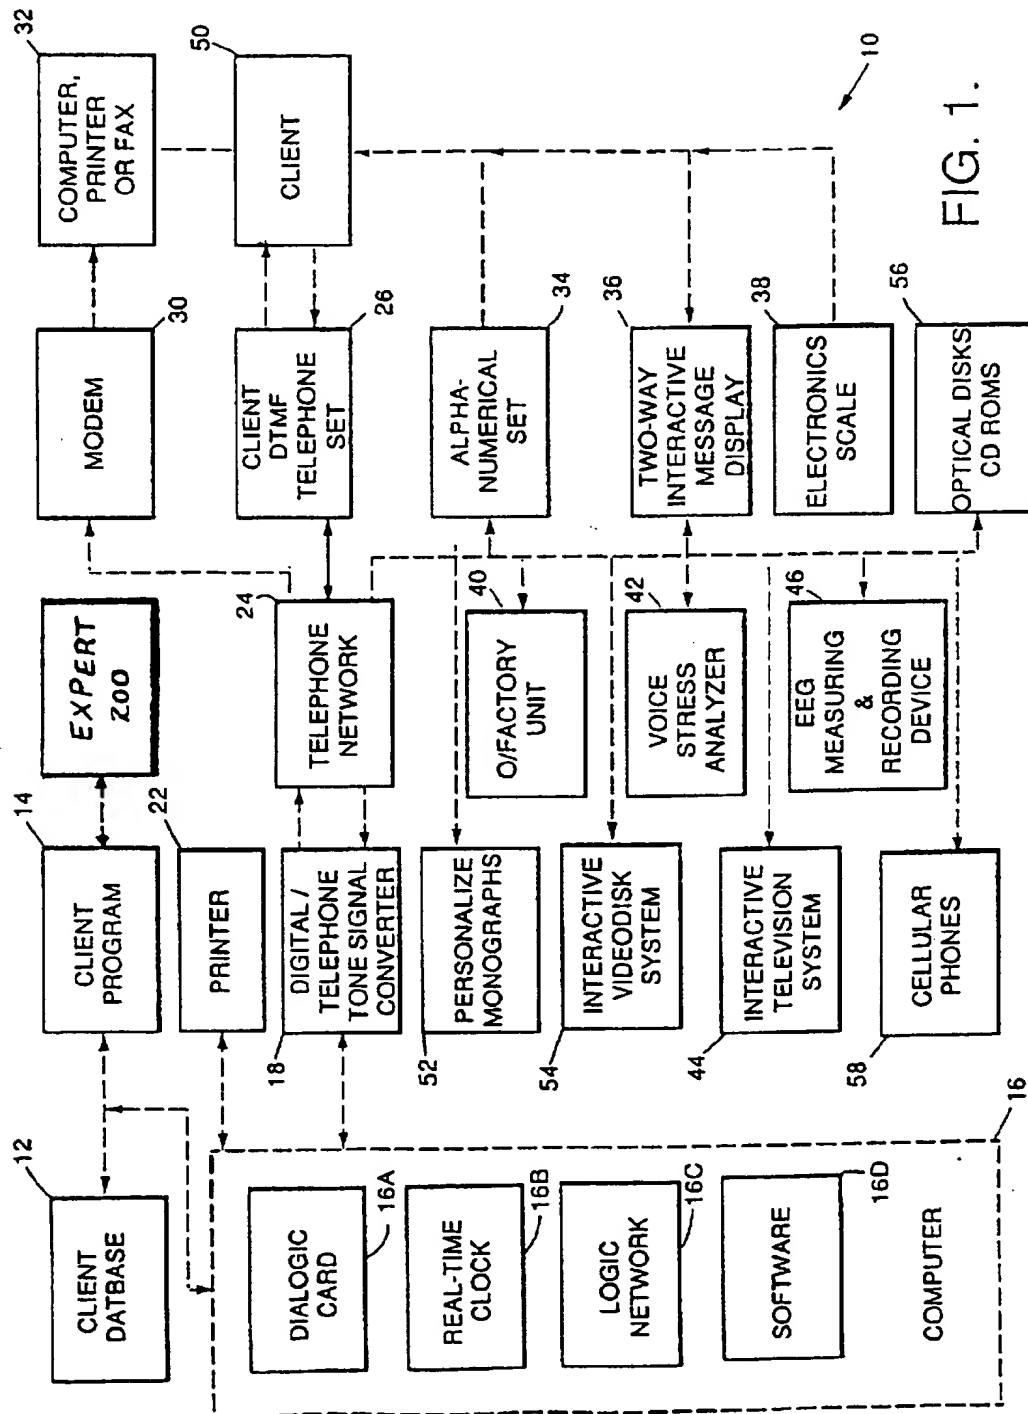 12
CLIENT
DATBASE
14
CLIENT
PROGRAM
EXPERT
200
30
MODEM
32
COMPUTER,
PRINTER
OR FAX
22
PRINTER
18
DIGITAL/
TELEPHONE
TONE SIGNAL
CONVERTER
24
TELEPHONE
NETWORK
26
CLIENT
DTMF
TELEPHONE
SET
50
CLIENT
16
16A
DIALOGIC
CARD
16B
REAL-TIME
CLOCK
16C
LOGIC
NETWORK
16D
SOFTWARE
COMPUTER
52
PERSONALIZE
MONOGRAPHS
54
INTERACTIVE
VIDEODISK
SYSTEM
44
INTERACTIVE
TELEVISION
SYSTEM
58
CELLULAR
PHONES
40
O/FACTORY
UNIT
42
VOICE
STRESS
ANALYZER
46
EEG
MEASURING
&
RECORDING
DEVICE
34
ALPHA-
NUMERICAL
SET
36
TWO-WAY
INTERACTIVE
MESSAGE
DISPLAY
38
ELECTRONICS
SCALE
56
OPTICAL DISKS
CD ROMS
10
FIG. 1.